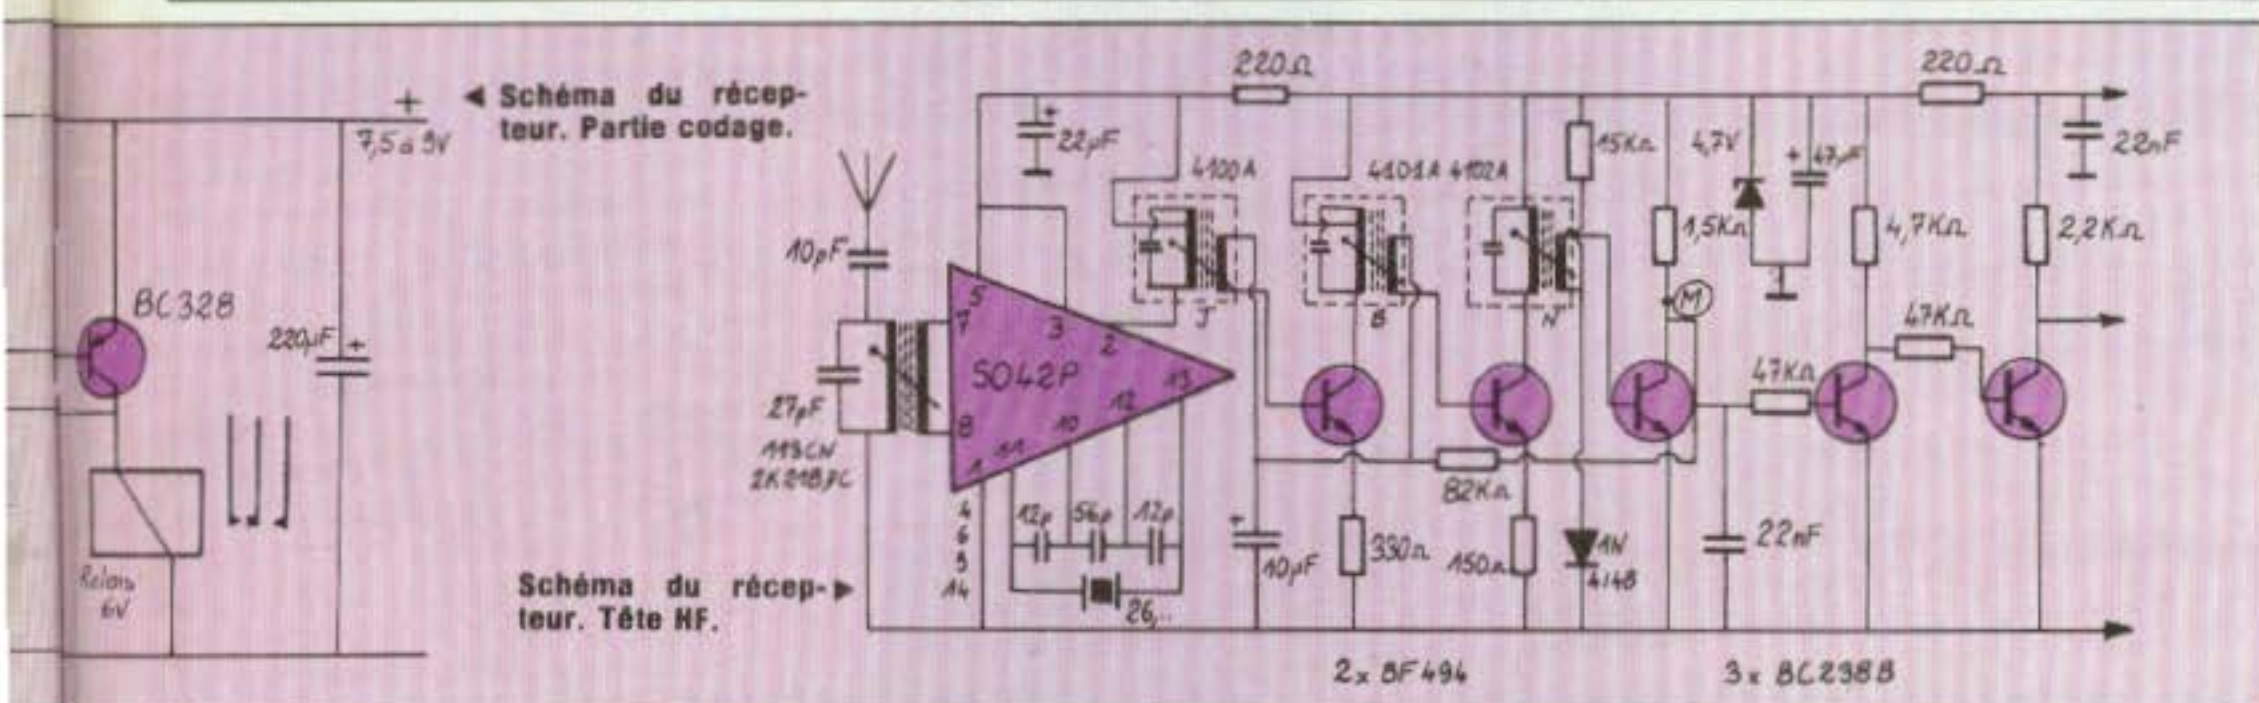 +
7,5 à 9V
◄ Schéma du récep-
teur. Partie codage.
BC328
220µF +
Relais
6V
Schéma du récep- ►
teur. Tête HF.
10pF
27pF
113CN
2K218DC
+
22µF
220Ω
4100A
J
4101A
B
4102A
N
5
7
3
2
SO42P
13
12
8
10
11
1
4
6
9
14
12p
56p
12p
26,..
+
10µF
330Ω
82KΩ
150Ω
15KΩ
1N
4148
1,5KΩ
M
4,7V
+ 47µF
4,7KΩ
47KΩ
47KΩ
22nF
220Ω
2,2KΩ
22nF
2x BF494
3x BC238B